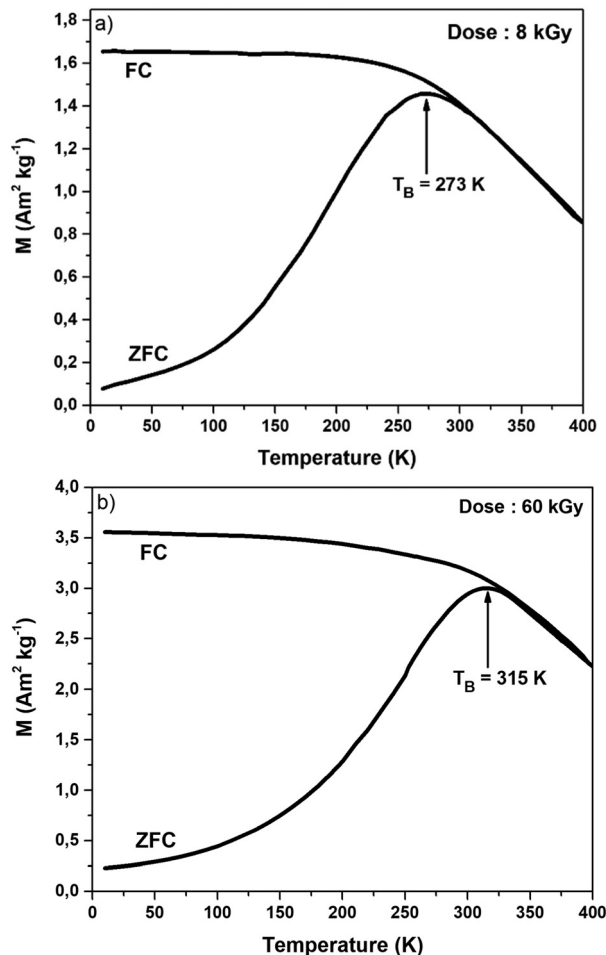 a)
Dose : 8 kGy
1,8
1,6
1,4
1,2
1,0
0,8
0,6
0,4
0,2
0,0
M (Am² kg⁻¹)
FC
T_B = 273 K
ZFC
0 50 100 150 200 250 300 350 400
Temperature (K)
b)
Dose : 60 kGy
4,0
3,5
3,0
2,5
2,0
1,5
1,0
0,5
0,0
M (Am² kg⁻¹)
FC
T_B = 315 K
ZFC
0 50 100 150 200 250 300 350 400
Temperature (K)